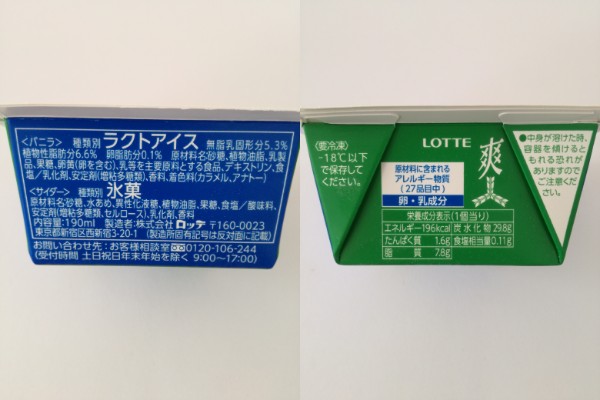 〈バニラ〉 種類別 ラクトアイス 無脂乳固形分5.3%
植物性脂肪分6.6% 卵脂肪分0.1% 原材料名砂糖、植物油脂、乳製
品、果糖、卵黄(卵を含む)、乳等を主要原料とする食品、デキストリン、食
塩/乳化剤、安定剤(増粘多糖類)、香料、着色料(カラメル、アナトー)
〈サイダー〉 種類別 氷菓
原材料名砂糖、水あめ、異性化液糖、植物油脂、果糖、食塩/酸味料、
安定剤(増粘多糖類、セルロース)、乳化剤、香料
内容量:190ml 製造者:株式会社 ロッテ 〒160-0023
東京都新宿区西新宿3-20-1 (製造所固有記号は反対面に記載)
お問い合わせ先:お客様相談室 0120-106-244
(受付時間 土日祝日年末年始を除く 9:00〜17:00)
〈要冷凍〉
-18℃以下
で保存して
ください。
LOTTE
爽
原材料に含まれる
アレルギー物質
(27品目中)
卵・乳成分
栄養成分表示(1個当り)
エネルギー196kcal 炭水化物 29.8g
たんぱく質 1.6g 食塩相当量0.11g
脂質 7.8g
●中身が溶けた時、
容器を傾けると
もれる恐れが
ありますので
ご注意くだ
さい。